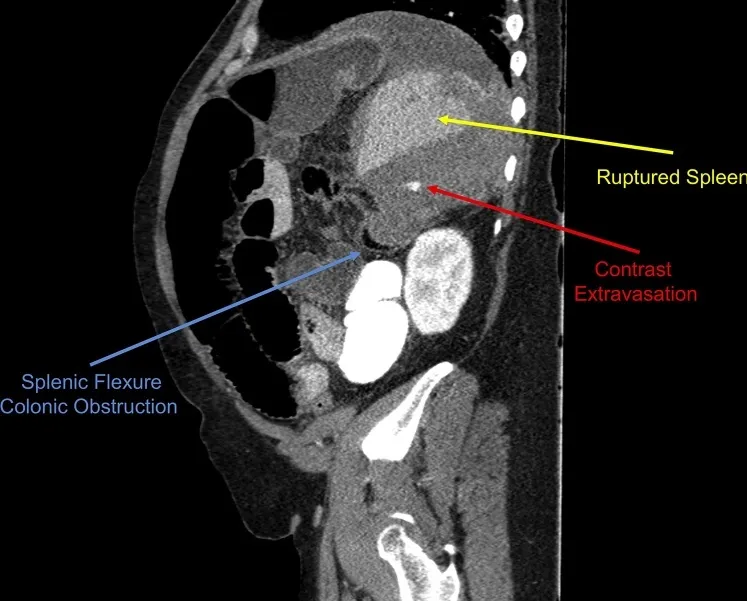 Ruptured Spleen
Contrast
Extravasation
Splenic Flexure
Colonic Obstruction